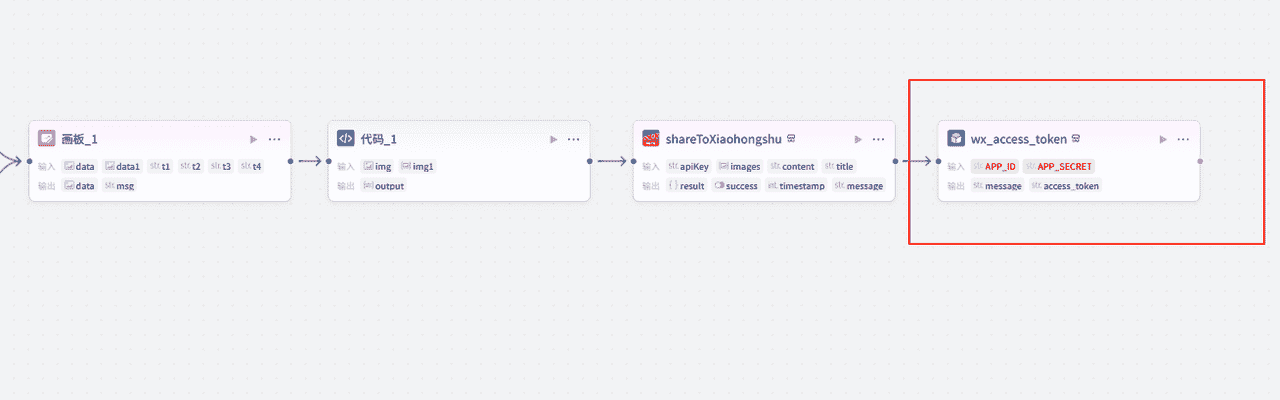 画板_1
输入 data data1 str. t1 str. t2 str. t3 str. t4
输出 data str. msg
代码_1
输入 img img1
输出 output
shareToXiaohongshu
输入 str. apiKey images str. content str. title
输出 { } result success int. timestamp str. message
wx_access_token
输入 str. APP_ID str. APP_SECRET
输出 str. message str. access_token